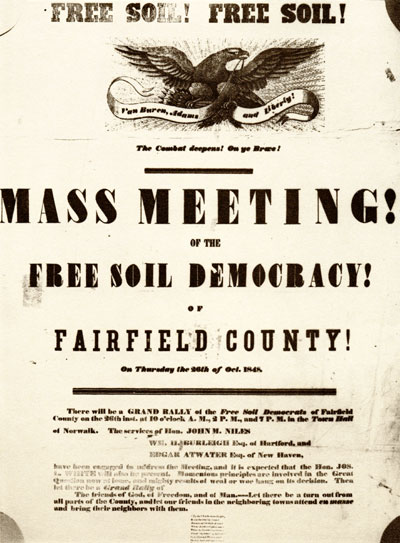 FREE SOIL! FREE SOIL!
Van Buren, Adams and Liberty!
The Combat deepens! On ye Brave!
MASS MEETING!
OF THE
FREE SOIL DEMOCRACY!
OF
FAIRFIELD COUNTY!
On Thursday the 26th of Oct. 1848.
There will be a GRAND RALLY of the Free Soil Democrats of Fairfield
County on the 26th inst. at 10 o'clock, A. M., 2 P. M., and 7 P. M. in the Town Hall
of Norwalk. The services of Hon. JOHN M. NILES
WM. H. BURLEIGH Esq. of Hartford, and
EDGAR ATWATER Esq. of New Haven,
have been engaged to address the Meeting, and it is expected that the Hon. JOS.
WHITE will also be present. Momentous principles are involved in the Great
Question now at issue, and mighty results of weal or woe hang on its decision. Then
let there be a Grand Rally of
The friends of God, of Freedom, and of Man.—Let there be a turn out from
all parts of the County, and let our friends in the neighboring towns attend en masse
and bring their neighbors with them.